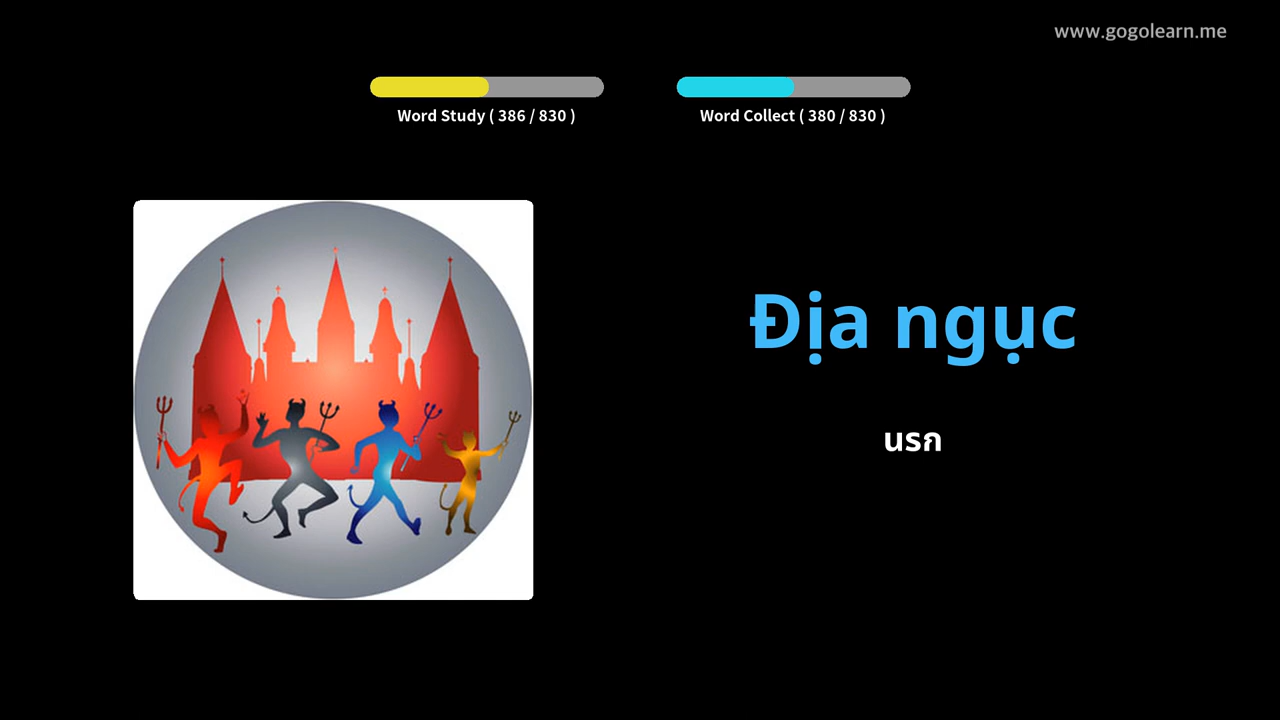 www.gogolearn.me
Word Study ( 386 / 830 )
Word Collect ( 380 / 830 )
Địa ngục
นรก